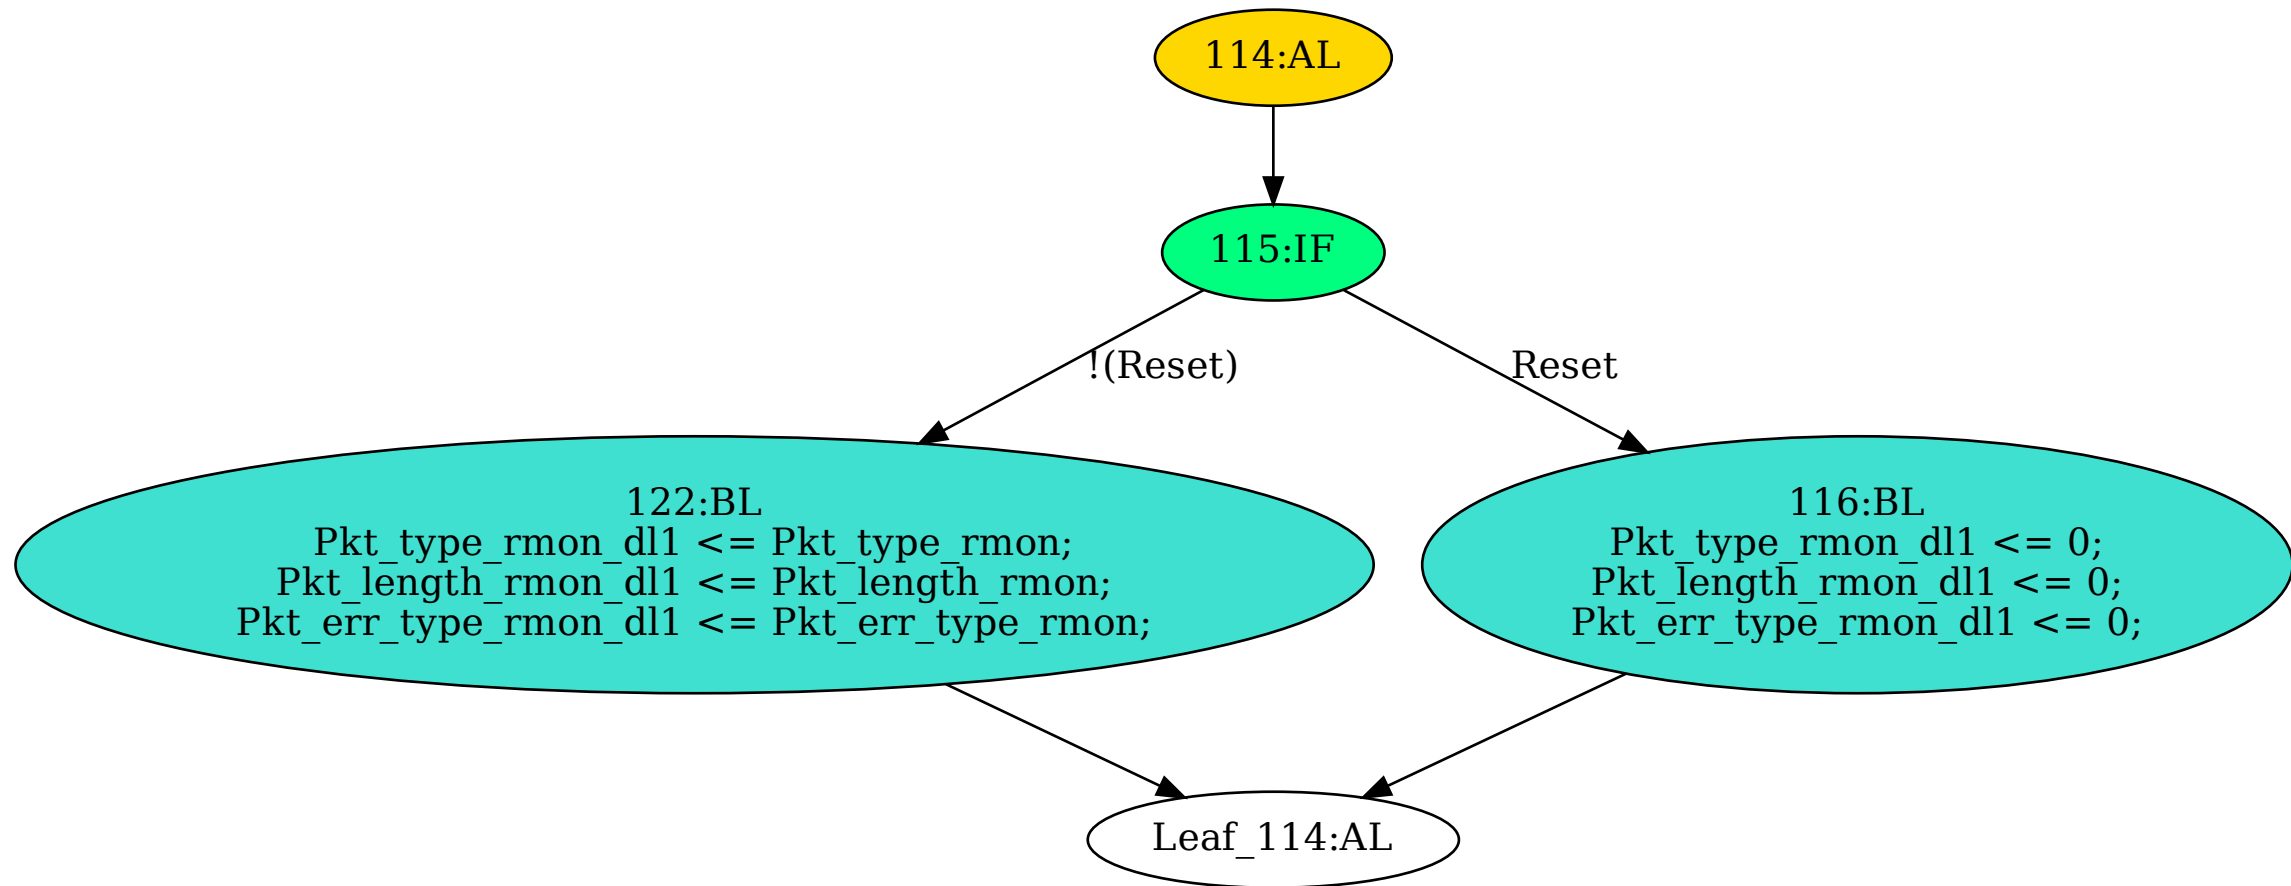 114:AL
115:IF
!(Reset)
Reset
122:BL
Pkt_type_rmon_dl1 <= Pkt_type_rmon;
Pkt_length_rmon_dl1 <= Pkt_length_rmon;
Pkt_err_type_rmon_dl1 <= Pkt_err_type_rmon;
116:BL
Pkt_type_rmon_dl1 <= 0;
Pkt_length_rmon_dl1 <= 0;
Pkt_err_type_rmon_dl1 <= 0;
Leaf_114:AL